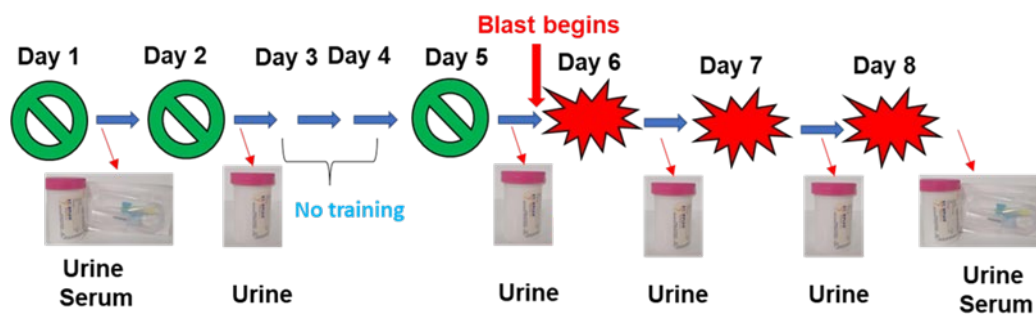 Blast begins
Day 1
Day 2
Day 3 Day 4
Day 5
Day 6
Day 7
Day 8
No training
Urine
Serum
Urine
Urine
Urine
Urine
Urine
Serum